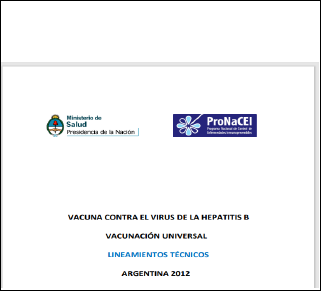 Ministerio de
Salud
Presidencia de la Nación
ProNaCEI
Programa Nacional de Control de
Enfermedades Inmunoprevenibles
VACUNA CONTRA EL VIRUS DE LA HEPATITIS B
VACUNACIÓN UNIVERSAL
LINEAMIENTOS TÉCNICOS
ARGENTINA 2012